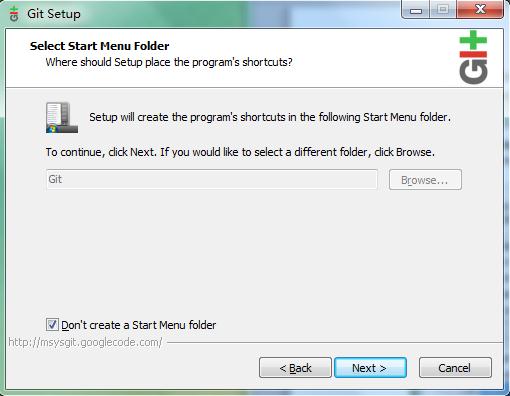 Git Setup
Select Start Menu Folder
Where should Setup place the program's shortcuts?
GIT
Setup will create the program's shortcuts in the following Start Menu folder.
To continue, click Next. If you would like to select a different folder, click Browse.
Git
Browse...
Don't create a Start Menu folder
http://msysgit.googlecode.com/
< Back
Next >
Cancel